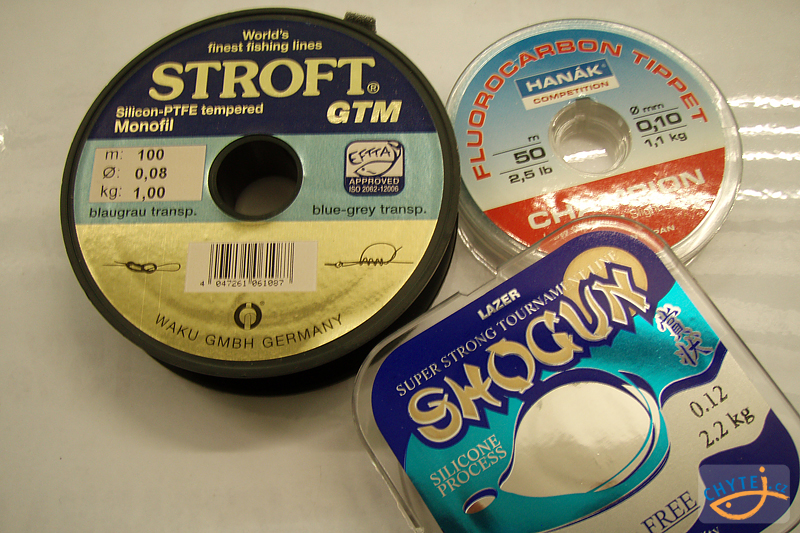 World's
finest fishing lines
STROFT®
GTM
Silicon-PTFE tempered
Monofil
m: 100
Ø: 0,08
kg: 1,00
EFTTA
APPROVED
ISO 2062-12006
blaugrau transp.
blue-grey transp.
4 047261 061087
WAKU GMBH GERMANY
FLUOROCARBON TIPPET
HANÁK
COMPETITION
m
50
2,5 lb
Ø mm
0,10
1,1 kg
CHAMPION
LAZER
SUPER STRONG TOURNAMENT LINE
SHOGUN
SILICONE
PROCESS
0.12
2.2 kg
FREE
CHYTEJ.CZ